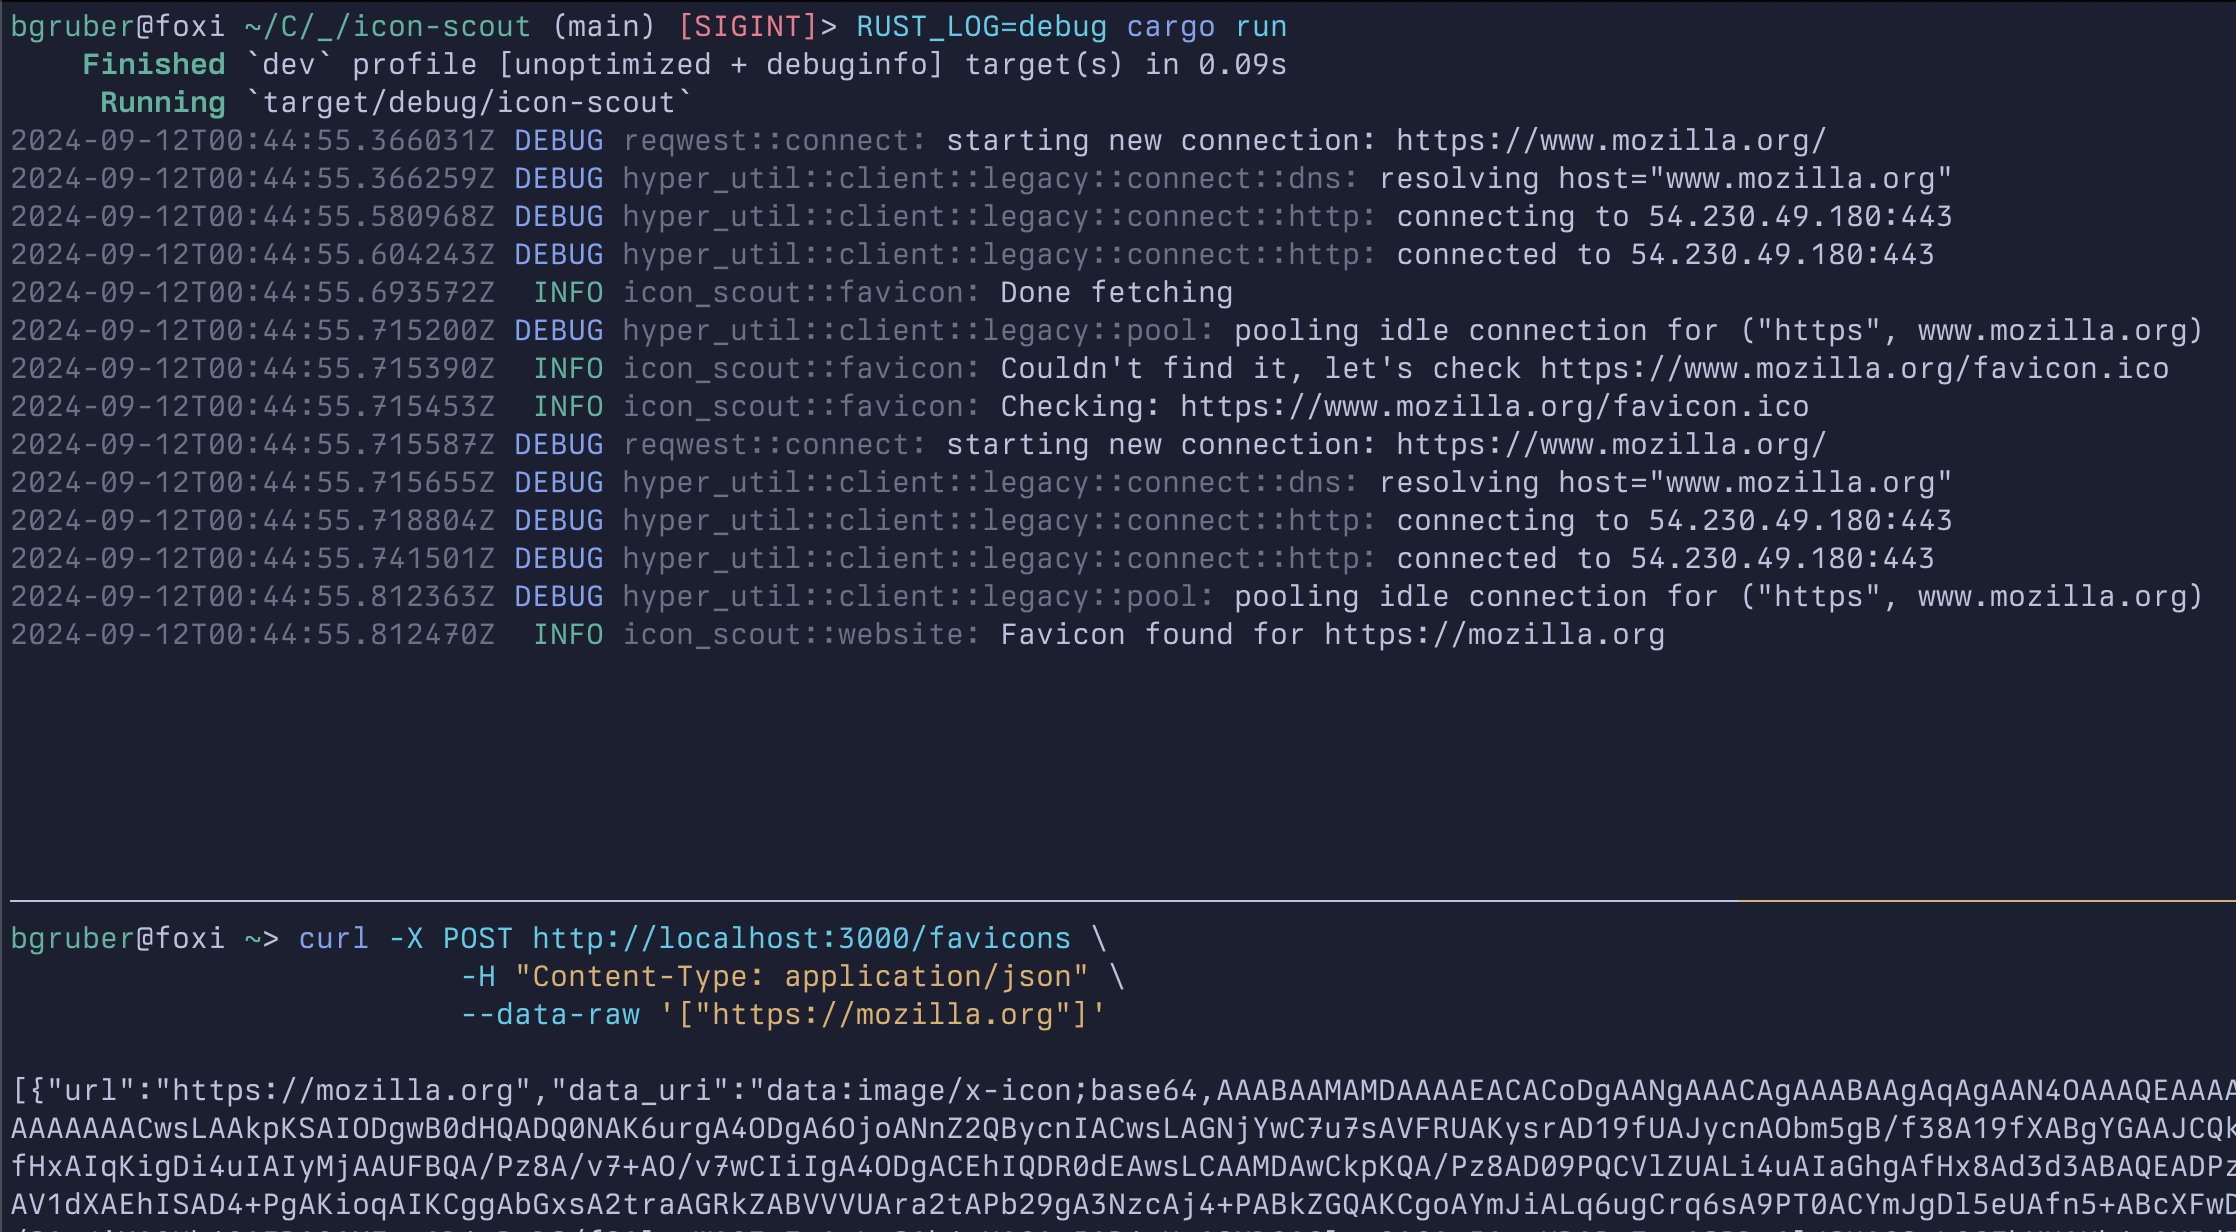 bgruber@foxi ~/C/_/icon-scout (main) [SIGINT]> RUST_LOG=debug cargo run
    Finished `dev` profile [unoptimized + debuginfo] target(s) in 0.09s
     Running `target/debug/icon-scout`
2024-09-12T00:44:55.366031Z DEBUG reqwest::connect: starting new connection: https://www.mozilla.org/
2024-09-12T00:44:55.366259Z DEBUG hyper_util::client::legacy::connect::dns: resolving host="www.mozilla.org"
2024-09-12T00:44:55.580968Z DEBUG hyper_util::client::legacy::connect::http: connecting to 54.230.49.180:443
2024-09-12T00:44:55.604243Z DEBUG hyper_util::client::legacy::connect::http: connected to 54.230.49.180:443
2024-09-12T00:44:55.693572Z  INFO icon_scout::favicon: Done fetching
2024-09-12T00:44:55.715200Z DEBUG hyper_util::client::legacy::pool: pooling idle connection for ("https", www.mozilla.org)
2024-09-12T00:44:55.715390Z  INFO icon_scout::favicon: Couldn't find it, let's check https://www.mozilla.org/favicon.ico
2024-09-12T00:44:55.715453Z  INFO icon_scout::favicon: Checking: https://www.mozilla.org/favicon.ico
2024-09-12T00:44:55.715587Z DEBUG reqwest::connect: starting new connection: https://www.mozilla.org/
2024-09-12T00:44:55.715655Z DEBUG hyper_util::client::legacy::connect::dns: resolving host="www.mozilla.org"
2024-09-12T00:44:55.718804Z DEBUG hyper_util::client::legacy::connect::http: connecting to 54.230.49.180:443
2024-09-12T00:44:55.741501Z DEBUG hyper_util::client::legacy::connect::http: connected to 54.230.49.180:443
2024-09-12T00:44:55.812363Z DEBUG hyper_util::client::legacy::pool: pooling idle connection for ("https", www.mozilla.org)
2024-09-12T00:44:55.812470Z  INFO icon_scout::website: Favicon found for https://mozilla.org
bgruber@foxi ~> curl -X POST http://localhost:3000/favicons \
                         -H "Content-Type: application/json" \
                         --data-raw '["https://mozilla.org"]'
[{"url":"https://mozilla.org","data_uri":"data:image/x-icon;base64,AAABAAMAMDAAAAEACACoDgAANgAAACAgAAABAAgAqAgAAN4OAAAQEAAAA
AAAAAAACwsLAAkpKSAIODgwB0dHQADQ0NAK6urgA4ODgA6OjoANnZ2QBycnIACwsLAGNjYwC7u7sAVFRUAKysrAD19fUAJycnAObm5gB/f38A19fXABgYGAAJCQk
fHxAIqKigDi4uIAIyMjAAUFBQA/Pz8A/v7+AO/v7wCIiIgA4ODgACEhIQDR0dEAwsLCAAMDAwCkpKQA/Pz8AD09PQCVlZUALi4uAIaGhgAfHx8Ad3d3ABAQEADPz
AV1dXAEhISAD4+PgAKioqAIKCggAbGxsA2traAGRkZABVVVUAra2tAPb29gA3NzcAj4+PABkZGQAKCgoAYmJiALq6ugCrq6sA9PT0ACYmJgDl5eUAfn5+ABcXFwD